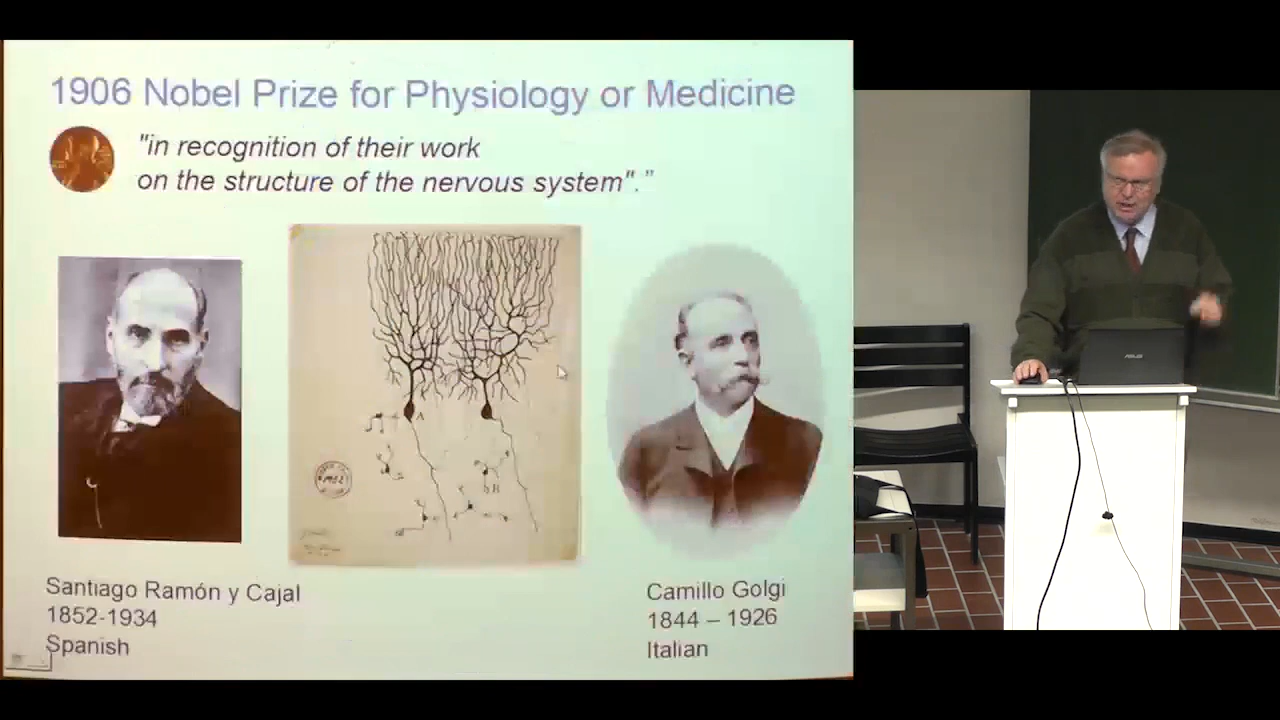 1906 Nobel Prize for Physiology or Medicine
"in recognition of their work
on the structure of the nervous system"."
A
B
Santiago Ramón y Cajal
1852-1934
Spanish
Camillo Golgi
1844 – 1926
Italian
ASUS